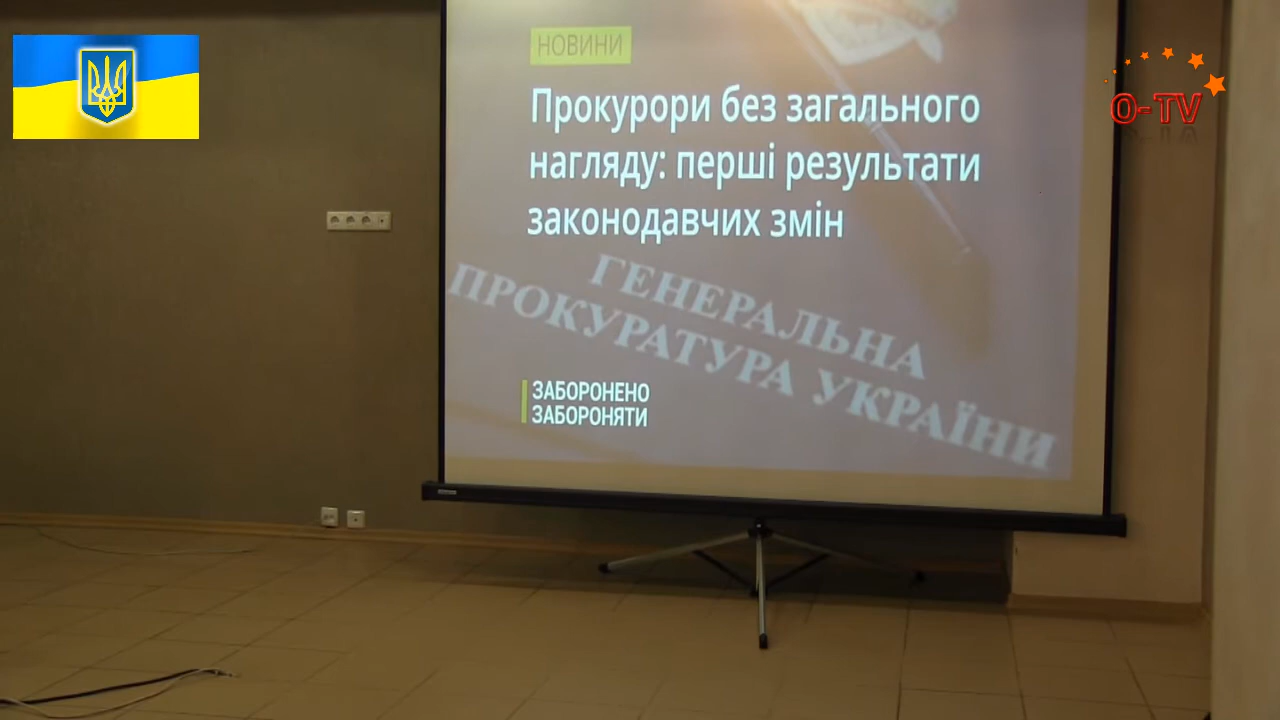 O-TV
НОВИНИ
Прокурори без загального
нагляду: перші результати
законодавчих змін
ГЕНЕРАЛЬНА
ПРОКУРАТУРА УКРАЇНИ
ЗАБОРОНЕНО
ЗАБОРОНЯТИ